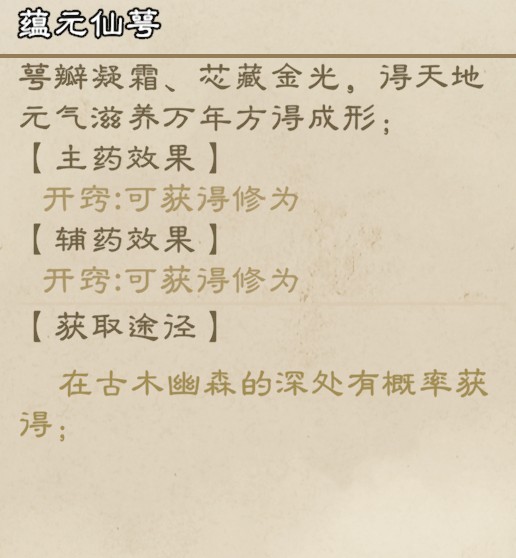 蕴元仙萼
萼瓣凝霜、芯藏金光，得天地
元气滋养万年方得成形；
【主药效果】
开窍:可获得修为
【辅药效果】
开窍:可获得修为
【获取途径】
在古木幽森的深处有概率获
得；